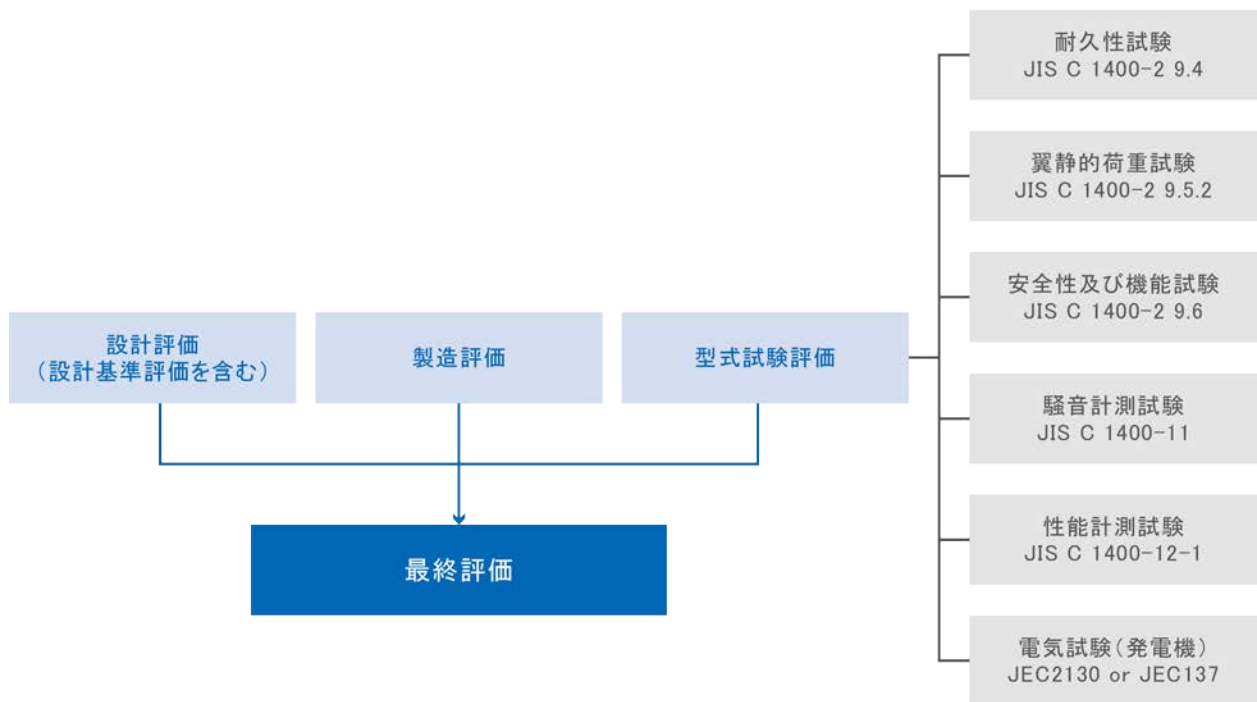 設計評価
（設計基準評価を含む）
製造評価
型式試験評価
最終評価
耐久性試験
JIS C 1400-2 9.4
翼静的荷重試験
JIS C 1400-2 9.5.2
安全性及び機能試験
JIS C 1400-2 9.6
騒音計測試験
JIS C 1400-11
性能計測試験
JIS C 1400-12-1
電気試験（発電機）
JEC2130 or JEC137